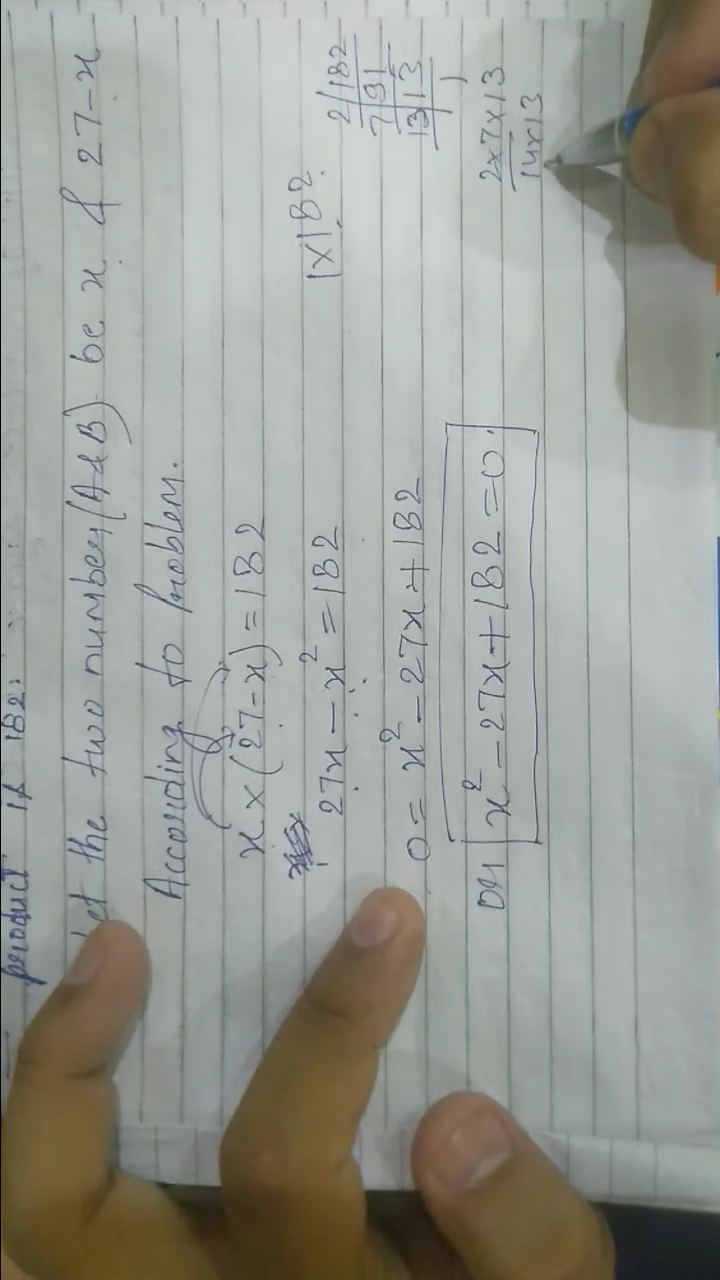 product is 182.
Let the two numbers (A&B) be x & 27-x
According to problem.
x×(27-x)=182
27x-x²=182
1×182
0=x²-27x+182
or x²-27x+182=0.
2|182
7|91
13|13
1
2×7×13
14×13